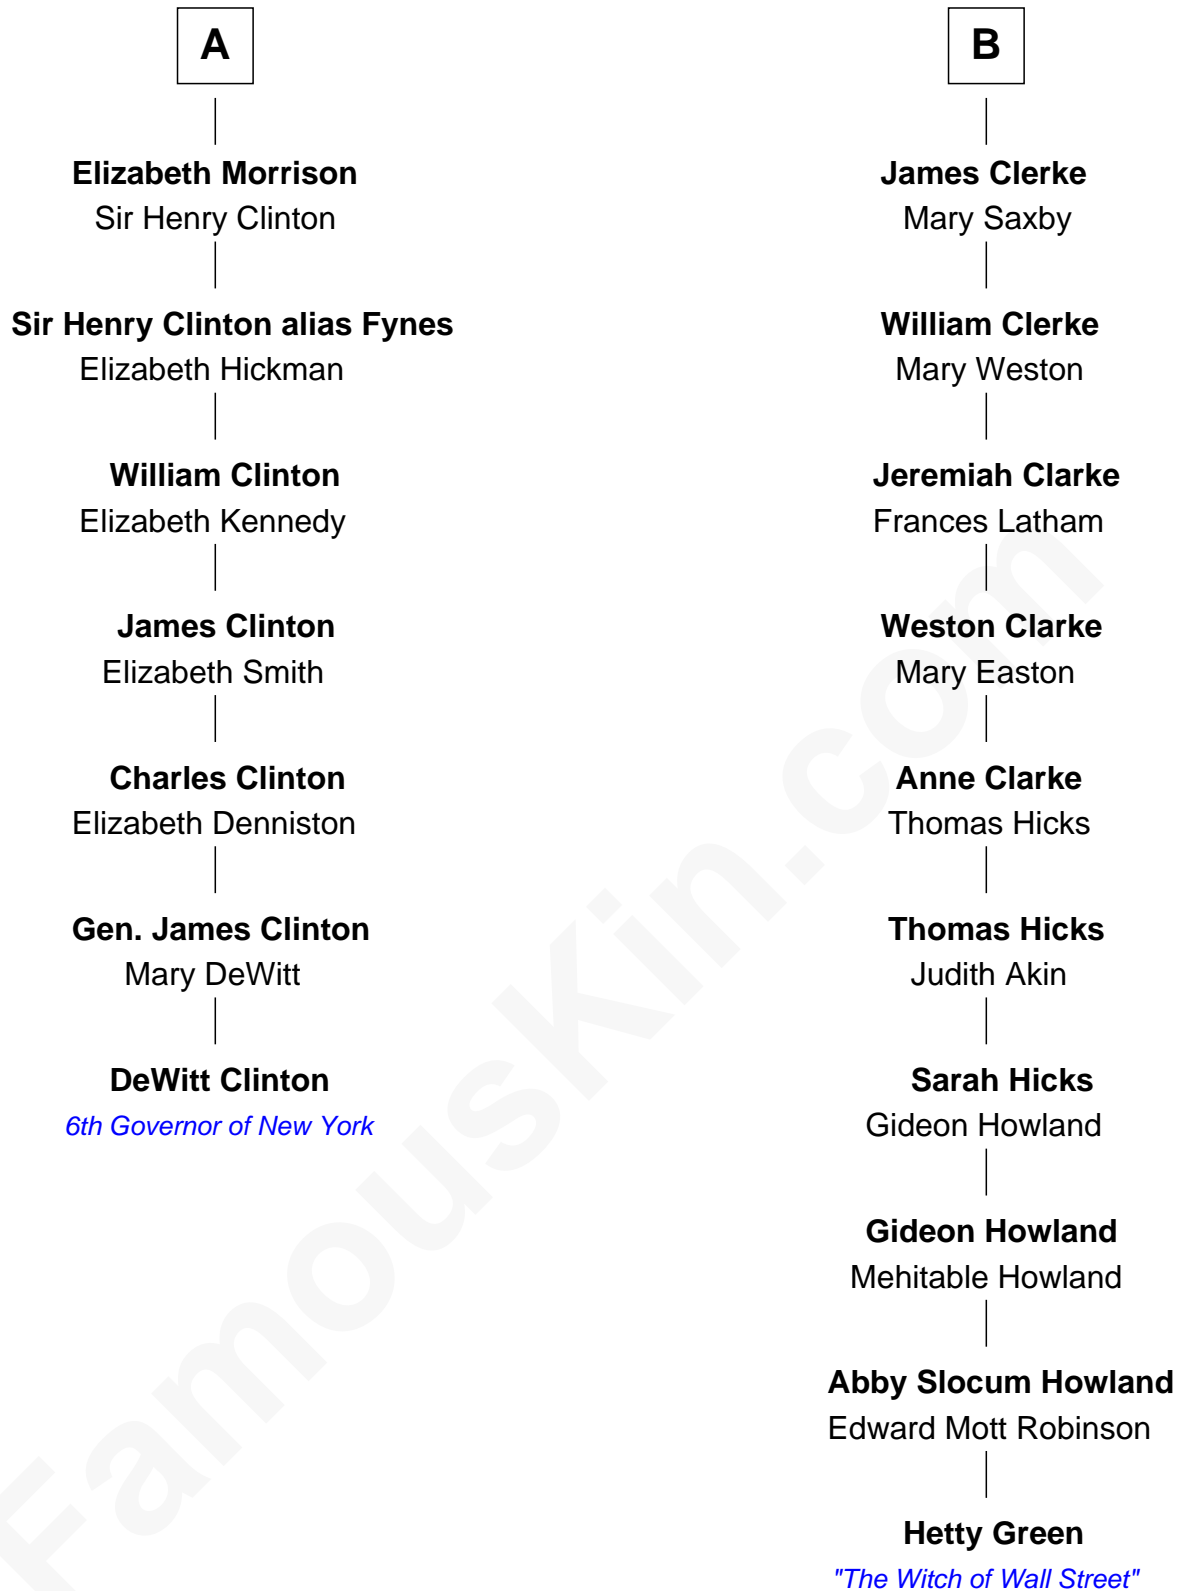 A
Elizabeth Morrison
Sir Henry Clinton
Sir Henry Clinton alias Fynes
Elizabeth Hickman
William Clinton
Elizabeth Kennedy
James Clinton
Elizabeth Smith
Charles Clinton
Elizabeth Denniston
Gen. James Clinton
Mary DeWitt
DeWitt Clinton
6th Governor of New York
B
James Clerke
Mary Saxby
William Clerke
Mary Weston
Jeremiah Clarke
Frances Latham
Weston Clarke
Mary Easton
Anne Clarke
Thomas Hicks
Thomas Hicks
Judith Akin
Sarah Hicks
Gideon Howland
Gideon Howland
Mehitable Howland
Abby Slocum Howland
Edward Mott Robinson
Hetty Green
"The Witch of Wall Street"
FamousKin.com